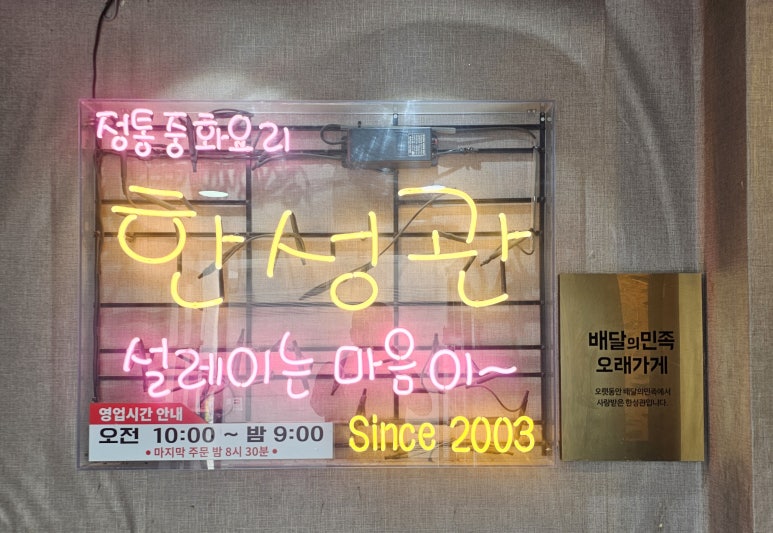 정통중화요리
한성관
설레이는 마음이~
영업시간 안내
오전 10:00 ~ 밤 9:00
• 마지막 주문 밤 8시 30분 •
Since 2003
배달의민족
오래가게
오랫동안 배달의민족에서
사랑받은 한성관입니다.